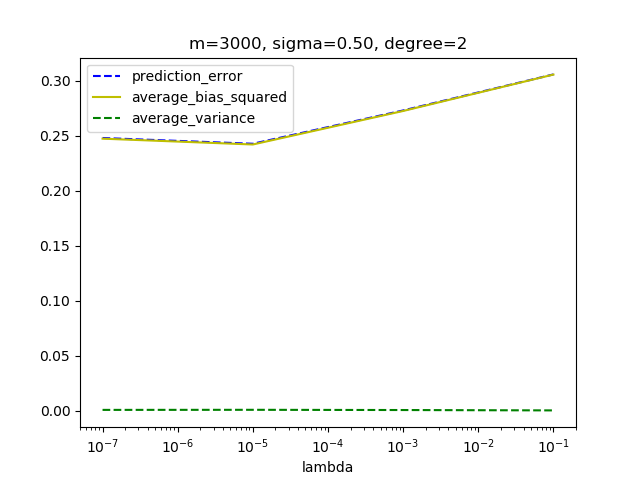 m=3000, sigma=0.50, degree=2
prediction_error
average_bias_squared
average_variance
0.30
0.25
0.20
0.15
0.10
0.05
0.00
10⁻⁷ 10⁻⁶ 10⁻⁵ 10⁻⁴ 10⁻³ 10⁻² 10⁻¹
lambda